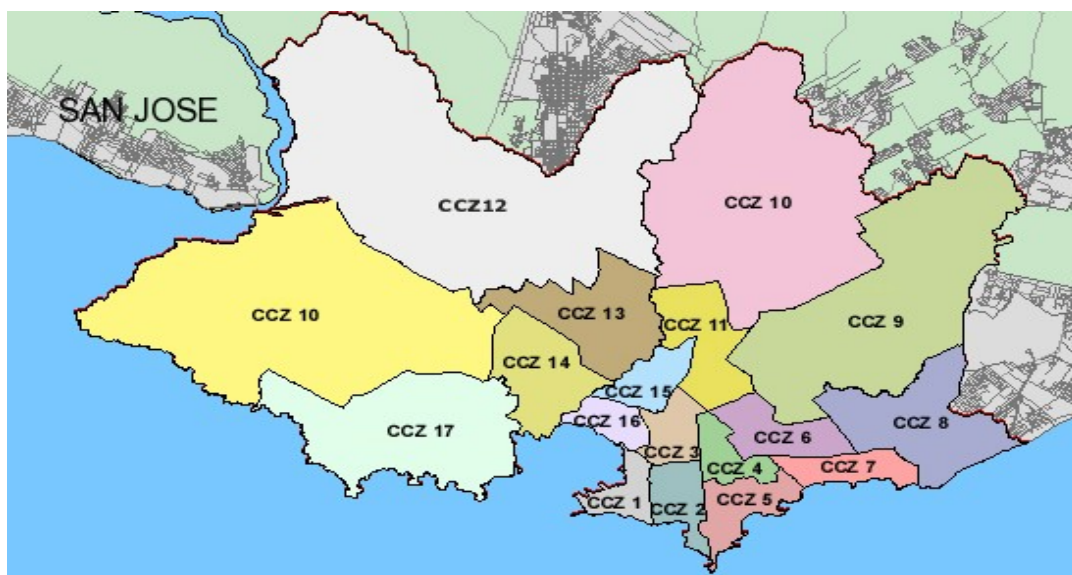 SAN JOSE
CCZ12
CCZ 10
CCZ 10
CCZ 13
CCZ 11
CCZ 9
CCZ 14
CCZ 15
CCZ 16
CCZ 17
CCZ 3
CCZ 6
CCZ 8
CCZ 4
CCZ 7
CCZ 1
CCZ 2
CCZ 5